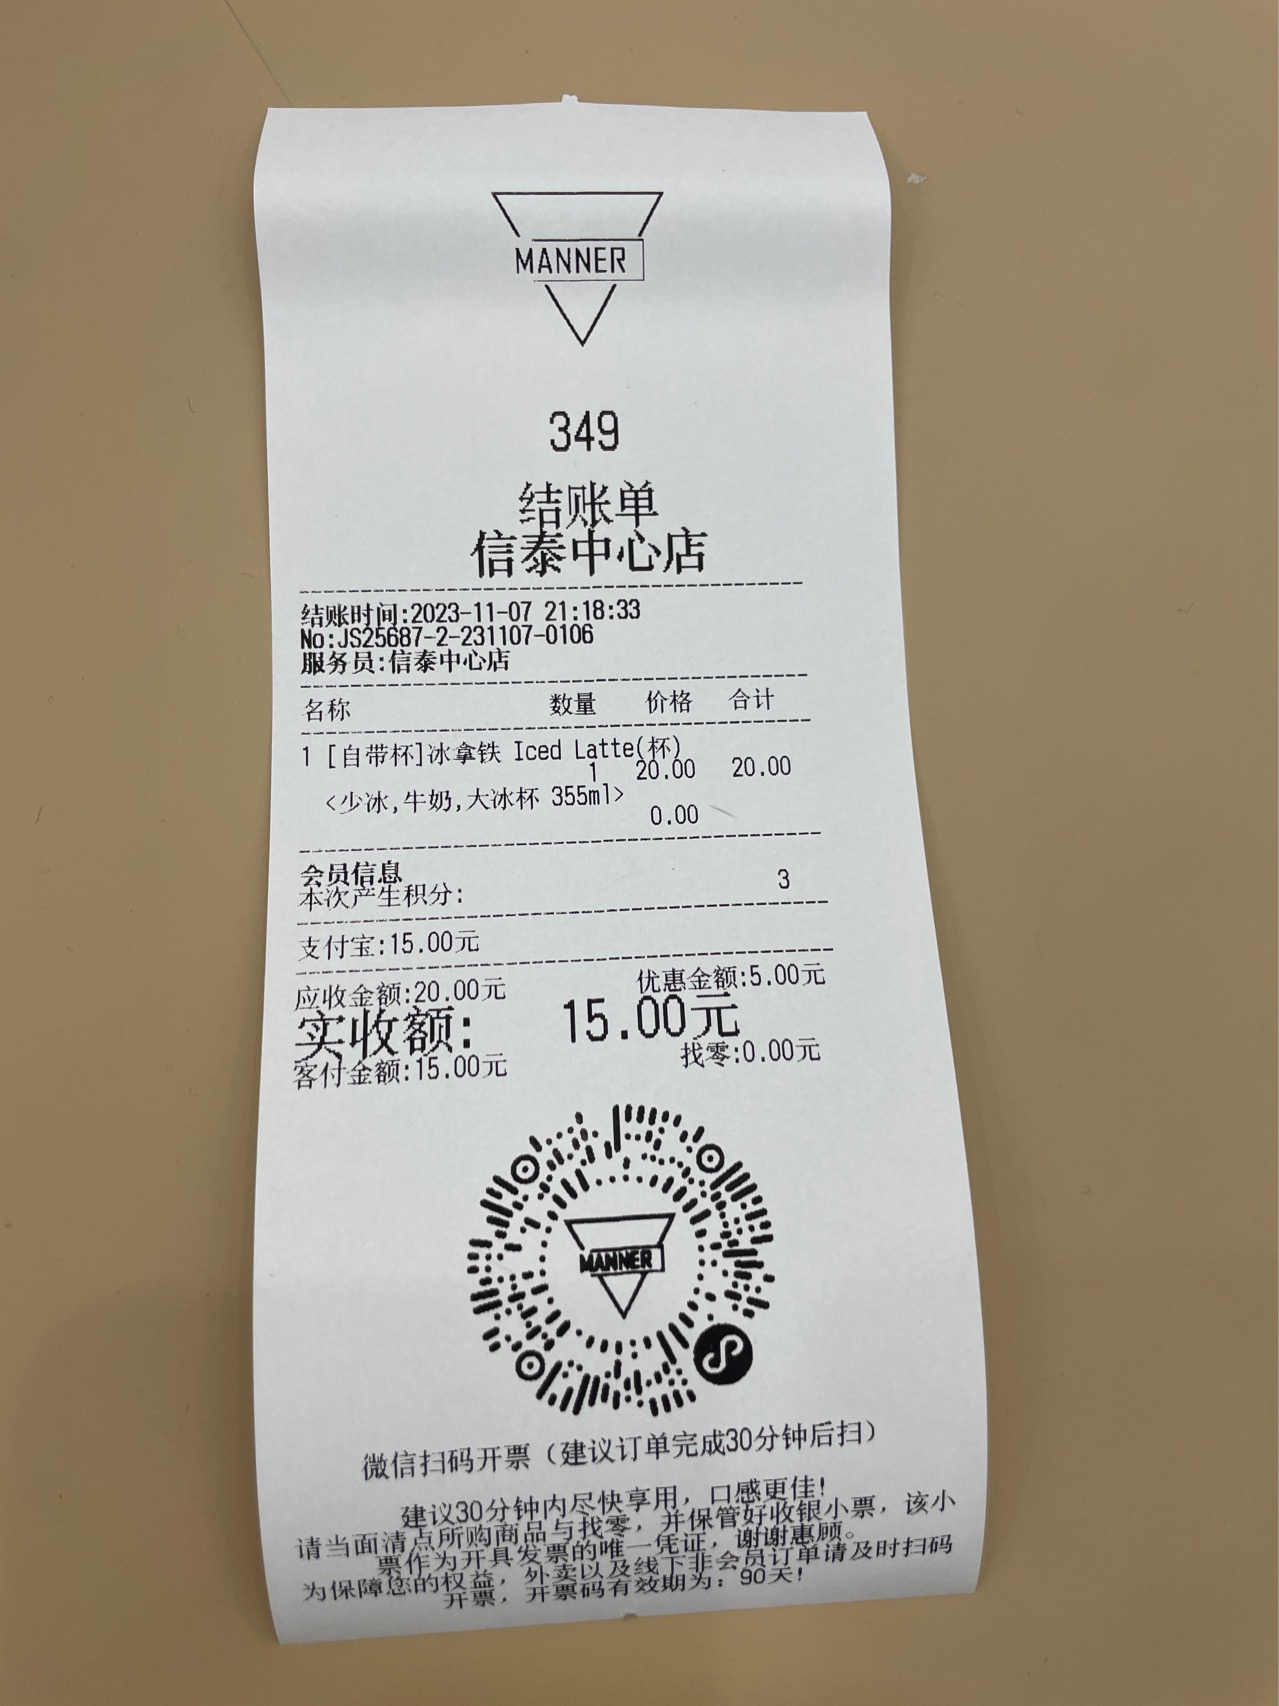 MANNER
349
结账单
信泰中心店
结账时间:2023-11-07 21:18:33
No:JS25687-2-231107-0106
服务员:信泰中心店
名称 数量 价格 合计
1 [自带杯]冰拿铁 Iced Latte(杯)
1 20.00 20.00
<少冰,牛奶,大冰杯 355ml>
0.00
会员信息
本次产生积分: 3
支付宝:15.00元
应收金额:20.00元 优惠金额:5.00元
实收额: 15.00元
客付金额:15.00元 找零:0.00元
MANNER
微信扫码开票（建议订单完成30分钟后扫）
建议30分钟内尽快享用，口感更佳!
请当面清点所购商品与找零，并保管好收银小票，该小
票作为开具发票的唯一凭证，谢谢惠顾。
为保障您的权益，外卖以及线下非会员订单请及时扫码
开票，开票码有效期为：90天!